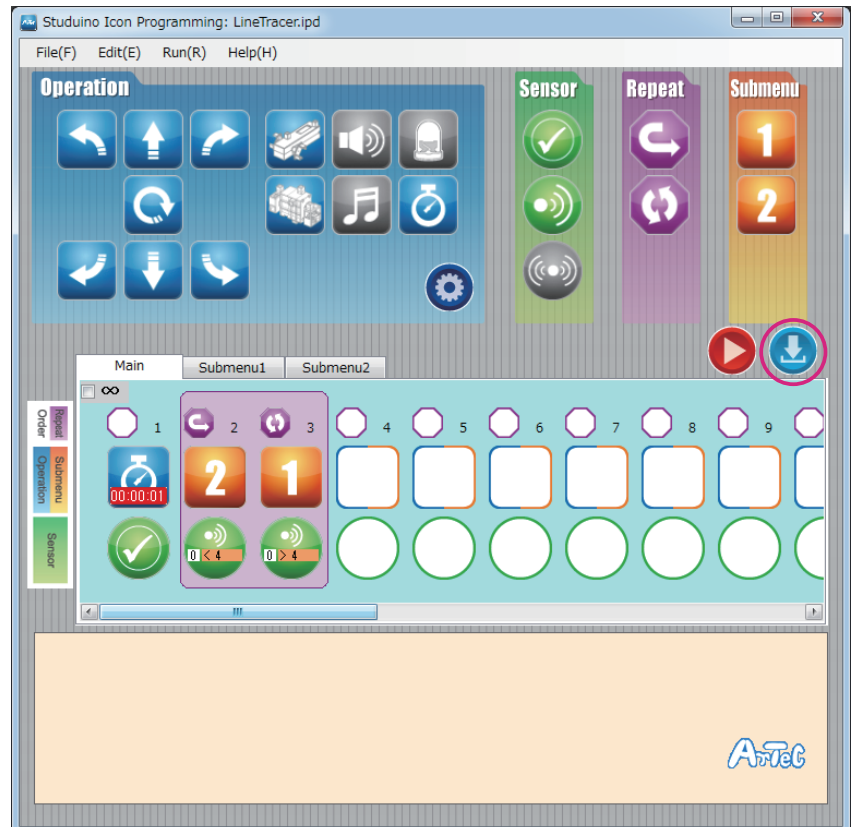 Studuino Icon Programming: LineTracer.ipd
File(F) Edit(E) Run(R) Help(H)
Operation
Sensor
Repeat
Submenu
1
2
Main Submenu1 Submenu2
∞
Repeat
Order
1 2 3 4 5 6 7 8 9
Submenu
Operation
00:00:01
2 1
Sensor
0 < 4
0 > 4
ArTeC